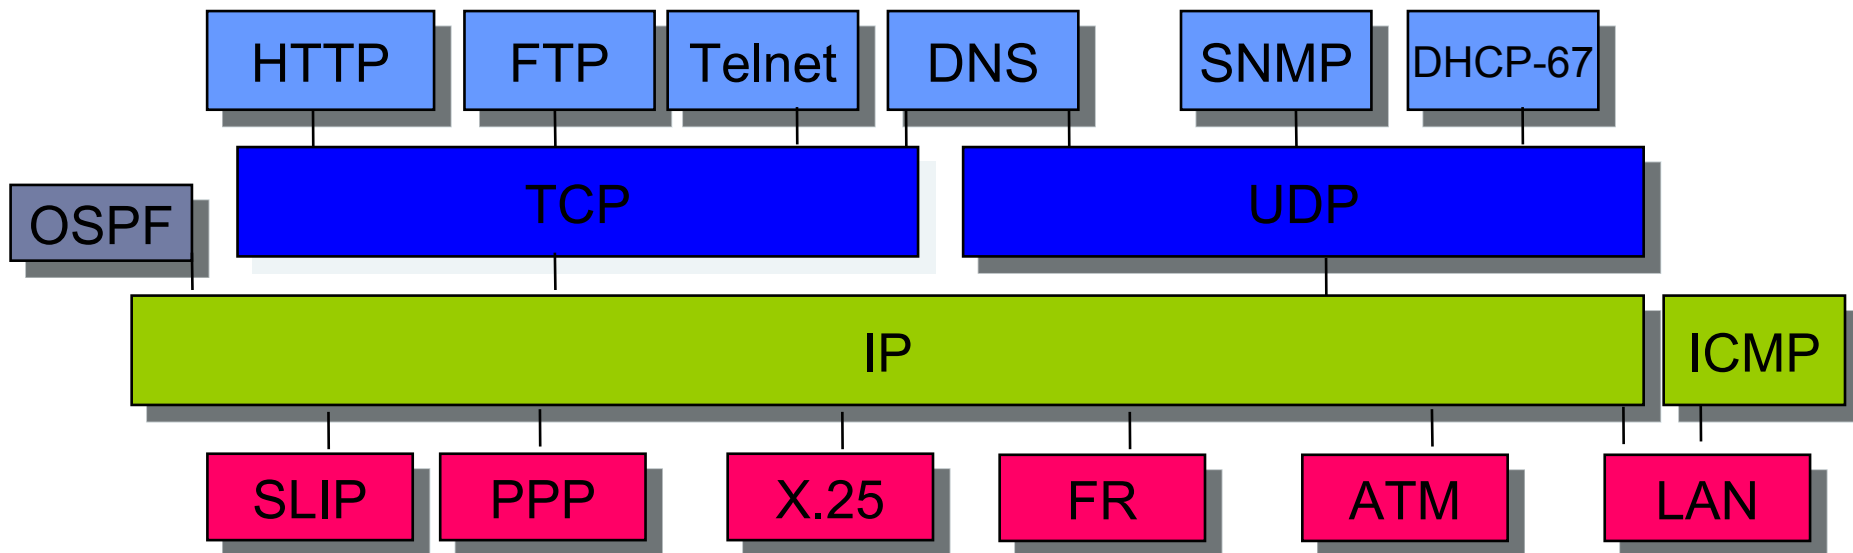 HTTP
FTP
Telnet
DNS
SNMP
DHCP-67
TCP
UDP
OSPF
IP
ICMP
SLIP
PPP
X.25
FR
ATM
LAN